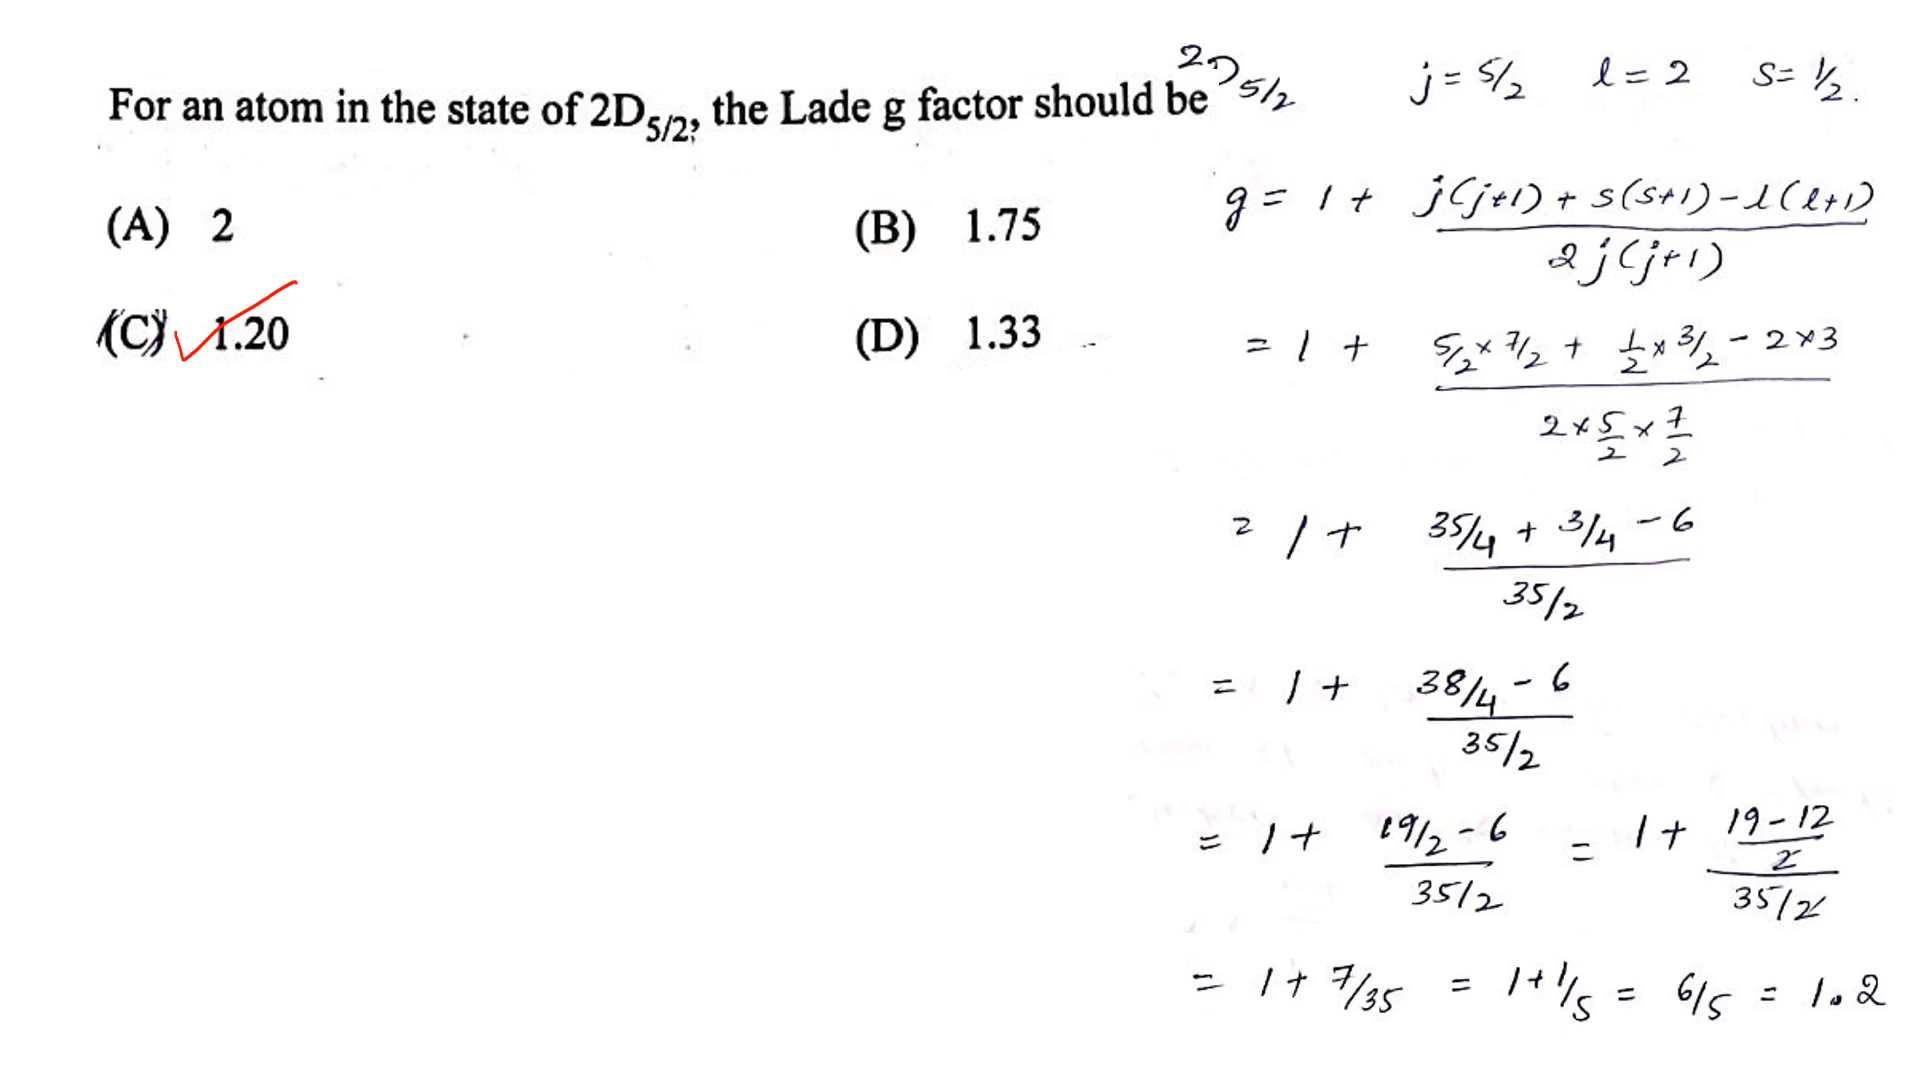 For an atom in the state of 2D5/2, the Lade g factor should be
(A) 2
(B) 1.75
(C) 1.20
(D) 1.33
2D5/2 j = 5/2 l = 2 s = 1/2.
g = 1 + j(j+1) + s(s+1) - l(l+1)
2j(j+1)
= 1 + 5/2 × 7/2 + 1/2 × 3/2 - 2×3
2 × 5/2 × 7/2
= 1 + 35/4 + 3/4 - 6
35/2
= 1 + 38/4 - 6
35/2
= 1 + 19/2 - 6 = 1 + 19 - 12
2
35/2 35/2
= 1 + 7/35 = 1 + 1/5 = 6/5 = 1.2